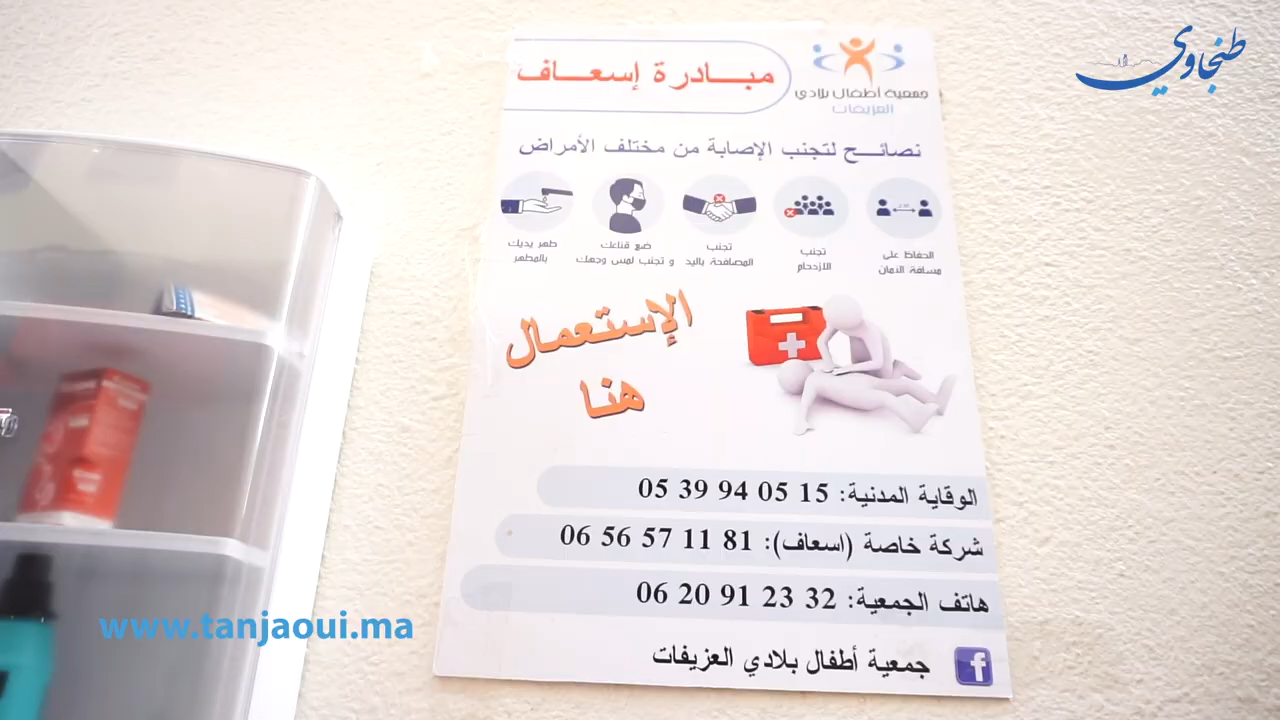 طنجاوي
جمعية أطفال بلادي
العزيفات
مبادرة إسعاف
نصائح لتجنب الإصابة من مختلف الأمراض
الحفاظ على
مسافة الامان
تجنب
الازدحام
تجنب
المصافحة باليد
ضع قناعك
و تجنب لمس وجهك
طهر يديك
بالمطهر
الإستعمال
هنا
الوقاية المدنية: 05 39 94 05 15
شركة خاصة (اسعاف): 06 56 57 11 81
هاتف الجمعية: 06 20 91 23 32
جمعية أطفال بلادي العزيفات
www.tanjaoui.ma